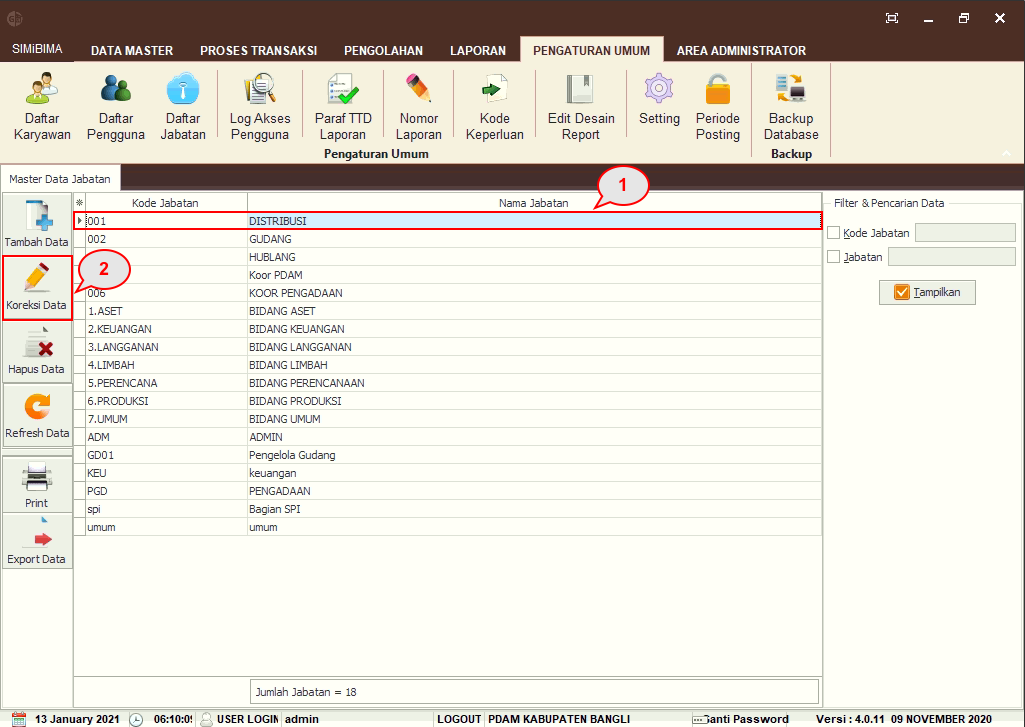 SIMiBIMA DATA MASTER PROSES TRANSAKSI PENGOLAHAN LAPORAN PENGATURAN UMUM AREA ADMINISTRATOR
Daftar Karyawan
Daftar Pengguna
Daftar Jabatan
Log Akses Pengguna
Paraf TTD Laporan
Nomor Laporan
Kode Keperluan
Edit Desain Report
Setting
Periode Posting
Backup Database
Pengaturan Umum
Backup
Master Data Jabatan
1
2
Tambah Data
Koreksi Data
Hapus Data
Refresh Data
Print
Export Data
Kode Jabatan Nama Jabatan
001 DISTRIBUSI
002 GUDANG
HUBLANG
Koor PDAM
006 KOOR PENGADAAN
1.ASET BIDANG ASET
2.KEUANGAN BIDANG KEUANGAN
3.LANGGANAN BIDANG LANGGANAN
4.LIMBAH BIDANG LIMBAH
5.PERENCANA BIDANG PERENCANAAN
6.PRODUKSI BIDANG PRODUKSI
7.UMUM BIDANG UMUM
ADM ADMIN
GD01 Pengelola Gudang
KEU keuangan
PGD PENGADAAN
spi Bagian SPI
umum umum
Jumlah Jabatan = 18
Filter & Pencarian Data
Kode Jabatan
Jabatan
Tampilkan
13 January 2021 06:10:09 USER LOGIN admin LOGOUT PDAM KABUPATEN BANGLI Ganti Password Versi : 4.0.11 09 NOVEMBER 2020